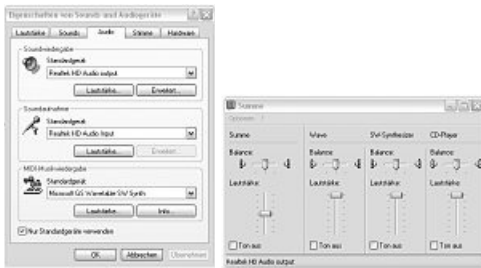 Eigenschaften von Sounds und Audiogeräte
Lautstärke Sounds Audio Stimme Hardware
Soundwiedergabe
Standardgerät:
Realtek HD Audio output
Lautstärke... Erweitert...
Soundaufnahme
Standardgerät:
Realtek HD Audio Input
Lautstärke... Erweitert...
MIDI-Musikwiedergabe
Standardgerät:
Microsoft GS Wavetable SW Synth
Lautstärke... Info...
Nur Standardgeräte verwenden
OK Abbrechen Übernehmen
Summe
Optionen ?
Summe Wave SW-Synthesizer CD-Player
Balance: Balance: Balance: Balance:
Lautstärke: Lautstärke: Lautstärke: Lautstärke:
Ton aus Ton aus Ton aus Ton aus
Realtek HD Audio output